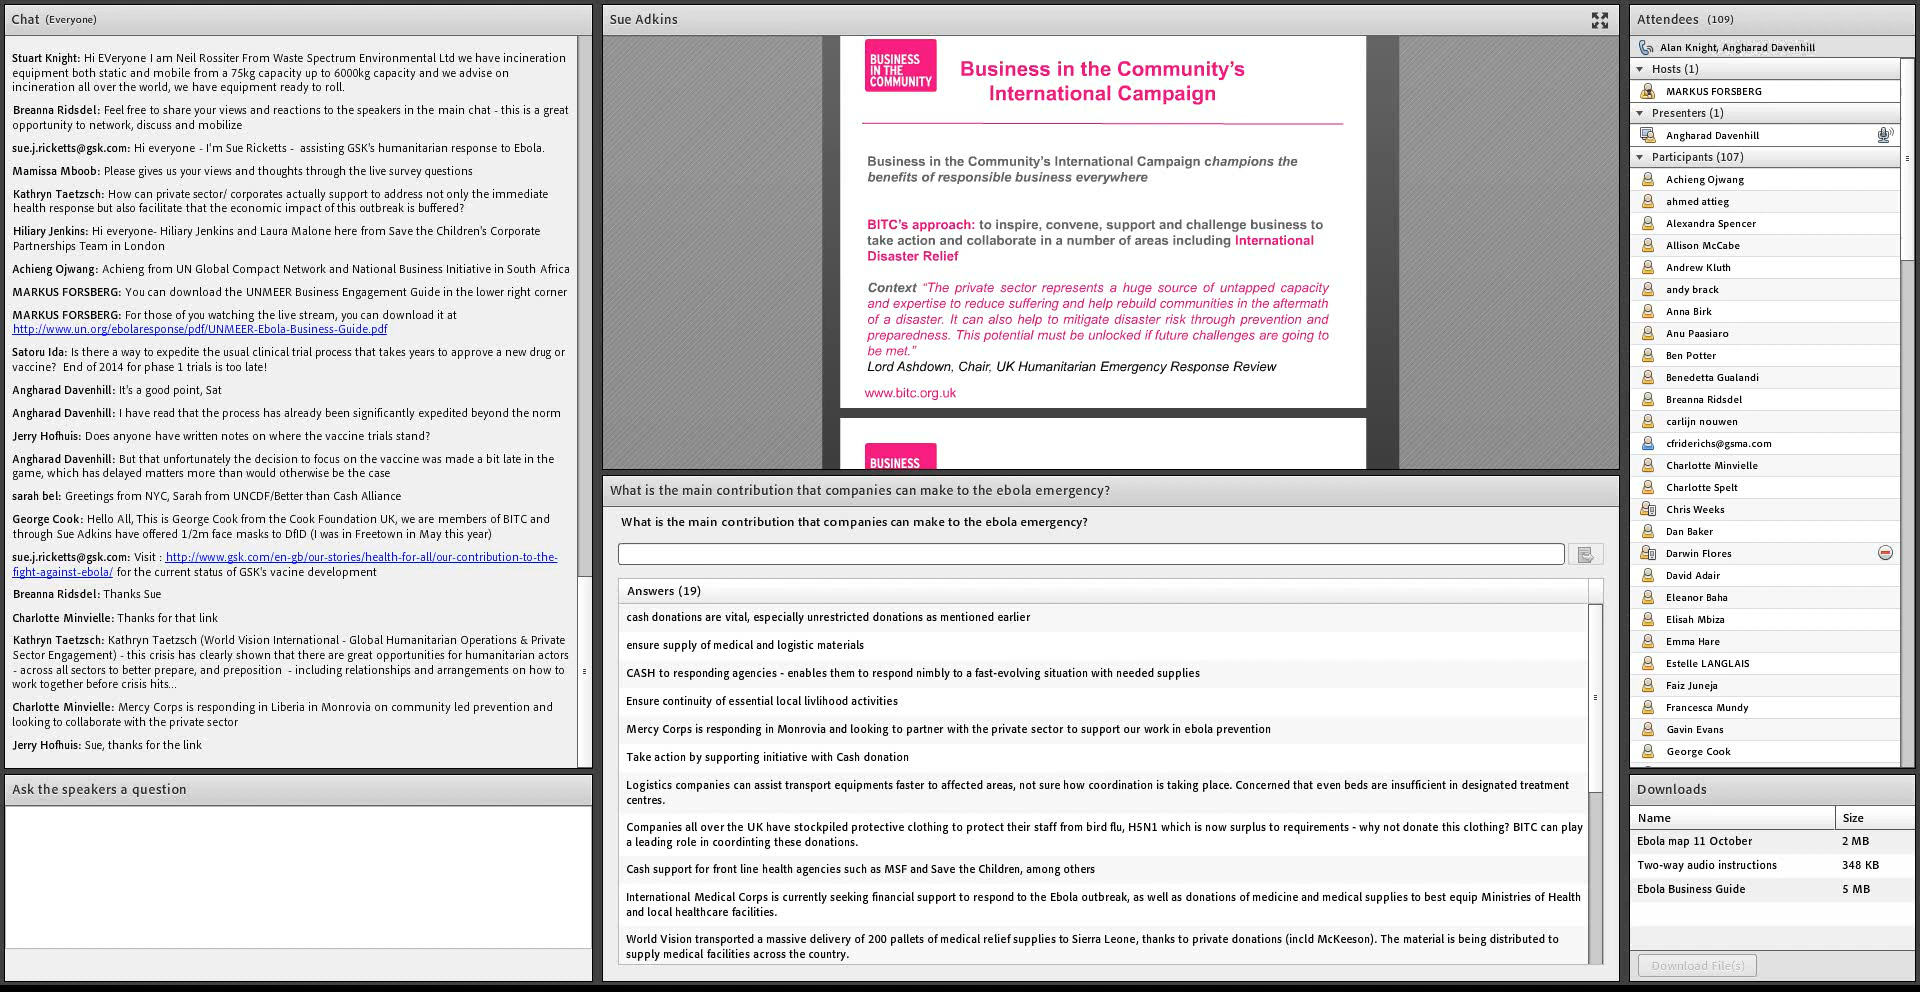 Chat (Everyone)
Stuart Knight: Hi EVeryone I am Neil Rossiter From Waste Spectrum Environmental Ltd we have incineration
equipment both static and mobile from a 75kg capacity up to 6000kg capacity and we advise on
incineration all over the world, we have equipment ready to roll.
Breanna Ridsdel: Feel free to share your views and reactions to the speakers in the main chat - this is a great
opportunity to network, discuss and mobilize
sue.j.ricketts@gsk.com: Hi everyone - I'm Sue Ricketts - assisting GSK's humanitarian response to Ebola.
Mamissa Mboob: Please gives us your views and thoughts through the live survey questions
Kathryn Taetzsch: How can private sector/ corporates actually support to address not only the immediate
health response but also facilitate that the economic impact of this outbreak is buffered?
Hiliary Jenkins: Hi everyone- Hiliary Jenkins and Laura Malone here from Save the Children's Corporate
Partnerships Team in London
Achieng Ojwang: Achieng from UN Global Compact Network and National Business Initiative in South Africa
MARKUS FORSBERG: You can download the UNMEER Business Engagement Guide in the lower right corner
MARKUS FORSBERG: For those of you watching the live stream, you can download it at
http://www.un.org/ebolaresponse/pdf/UNMEER-Ebola-Business-Guide.pdf
Satoru Ida: Is there a way to expedite the usual clinical trial process that takes years to approve a new drug or
vaccine? End of 2014 for phase 1 trials is too late!
Angharad Davenhill: It's a good point, Sat
Angharad Davenhill: I have read that the process has already been significantly expedited beyond the norm
Jerry Hofhuis: Does anyone have written notes on where the vaccine trials stand?
Angharad Davenhill: But that unfortunately the decision to focus on the vaccine was made a bit late in the
game, which has delayed matters more than would otherwise be the case
sarah bel: Greetings from NYC, Sarah from UNCDF/Better than Cash Alliance
George Cook: Hello All, This is George Cook from the Cook Foundation UK, we are members of BITC and
through Sue Adkins have offered 1/2m face masks to DfID (I was in Freetown in May this year)
sue.j.ricketts@gsk.com: Visit : http://www.gsk.com/en-gb/our-stories/health-for-all/our-contribution-to-the-
fight-against-ebola/ for the current status of GSK's vacine development
Breanna Ridsdel: Thanks Sue
Charlotte Minvielle: Thanks for that link
Kathryn Taetzsch: Kathryn Taetzsch (World Vision International - Global Humanitarian Operations & Private
Sector Engagement) - this crisis has clearly shown that there are great opportunities for humanitarian actors
- across all sectors to better prepare, and preposition - including relationships and arrangements on how to
work together before crisis hits...
Charlotte Minvielle: Mercy Corps is responding in Liberia in Monrovia on community led prevention and
looking to collaborate with the private sector
Jerry Hofhuis: Sue, thanks for the link
Ask the speakers a question
Sue Adkins
BUSINESS
IN THE
COMMUNITY
Business in the Community's
International Campaign
Business in the Community's International Campaign champions the
benefits of responsible business everywhere
BITC's approach: to inspire, convene, support and challenge business to
take action and collaborate in a number of areas including International
Disaster Relief
Context "The private sector represents a huge source of untapped capacity
and expertise to reduce suffering and help rebuild communities in the aftermath
of a disaster. It can also help to mitigate disaster risk through prevention and
preparedness. This potential must be unlocked if future challenges are going to
be met."
Lord Ashdown, Chair, UK Humanitarian Emergency Response Review
www.bitc.org.uk
BUSINESS
What is the main contribution that companies can make to the ebola emergency?
What is the main contribution that companies can make to the ebola emergency?
Answers (19)
cash donations are vital, especially unrestricted donations as mentioned earlier
ensure supply of medical and logistic materials
CASH to responding agencies - enables them to respond nimbly to a fast-evolving situation with needed supplies
Ensure continuity of essential local livlihood activities
Mercy Corps is responding in Monrovia and looking to partner with the private sector to support our work in ebola prevention
Take action by supporting initiative with Cash donation
Logistics companies can assist transport equipments faster to affected areas, not sure how coordination is taking place. Concerned that even beds are insufficient in designated treatment
centres.
Companies all over the UK have stockpiled protective clothing to protect their staff from bird flu, H5N1 which is now surplus to requirements - why not donate this clothing? BITC can play
a leading role in coordinting these donations.
Cash support for front line health agencies such as MSF and Save the Children, among others
International Medical Corps is currently seeking financial support to respond to the Ebola outbreak, as well as donations of medicine and medical supplies to best equip Ministries of Health
and local healthcare facilities.
World Vision transported a massive delivery of 200 pallets of medical relief supplies to Sierra Leone, thanks to private donations (incld McKeeson). The material is being distributed to
supply medical facilities across the country.
Attendees (109)
Alan Knight, Angharad Davenhill
Hosts (1)
MARKUS FORSBERG
Presenters (1)
Angharad Davenhill
Participants (107)
Achieng Ojwang
ahmed attieg
Alexandra Spencer
Allison McCabe
Andrew Kluth
andy brack
Anna Birk
Anu Paasiaro
Ben Potter
Benedetta Gualandi
Breanna Ridsdel
carlijn nouwen
cfriderichs@gsma.com
Charlotte Minvielle
Charlotte Spelt
Chris Weeks
Dan Baker
Darwin Flores
David Adair
Eleanor Baha
Elisah Mbiza
Emma Hare
Estelle LANGLAIS
Faiz Juneja
Francesca Mundy
Gavin Evans
George Cook
Downloads
Name Size
Ebola map 11 October 2 MB
Two-way audio instructions 348 KB
Ebola Business Guide 5 MB
Download File(s)